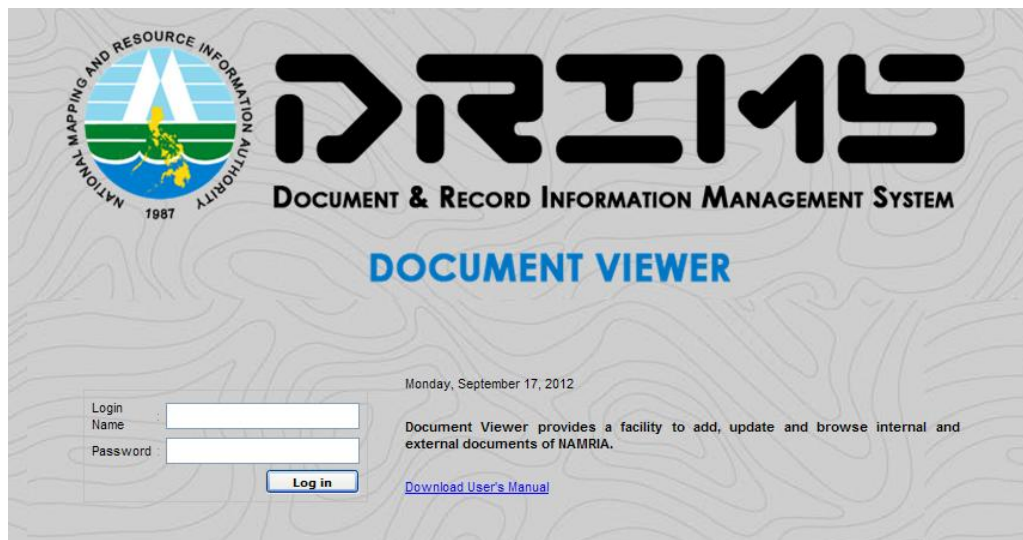 NATIONAL MAPPING AND RESOURCE INFORMATION AUTHORITY
1987
DRIMS
DOCUMENT & RECORD INFORMATION MANAGEMENT SYSTEM
DOCUMENT VIEWER
Monday, September 17, 2012
Login
Name :
Password :
Log in
Document Viewer provides a facility to add, update and browse internal and
external documents of NAMRIA.
Download User's Manual